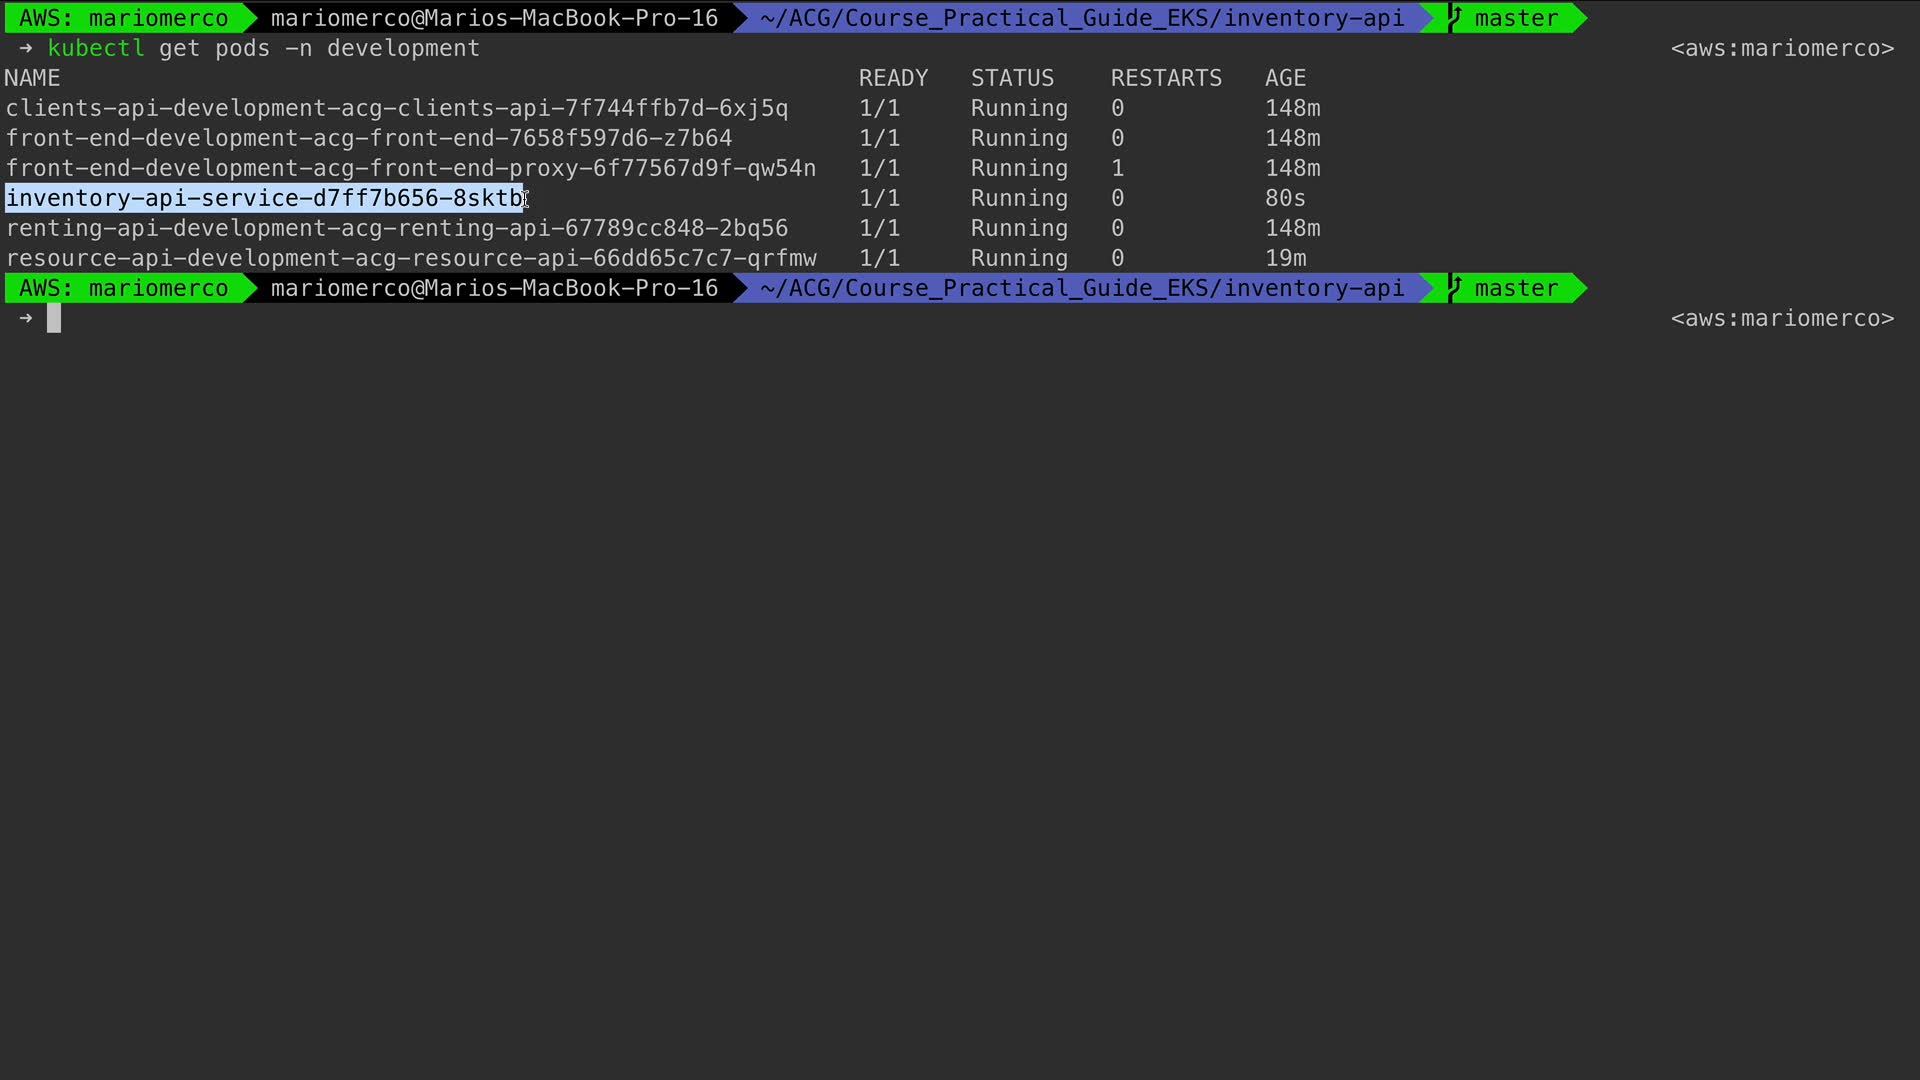 AWS: mariomerco mariomerco@Marios-MacBook-Pro-16 ~/ACG/Course_Practical_Guide_EKS/inventory-api master
→ kubectl get pods -n development <aws:mariomerco>
NAME READY STATUS RESTARTS AGE
clients-api-development-acg-clients-api-7f744ffb7d-6xj5q 1/1 Running 0 148m
front-end-development-acg-front-end-7658f597d6-z7b64 1/1 Running 0 148m
front-end-development-acg-front-end-proxy-6f77567d9f-qw54n 1/1 Running 1 148m
inventory-api-service-d7ff7b656-8sktb 1/1 Running 0 80s
renting-api-development-acg-renting-api-67789cc848-2bq56 1/1 Running 0 148m
resource-api-development-acg-resource-api-66dd65c7c7-qrfmw 1/1 Running 0 19m
AWS: mariomerco mariomerco@Marios-MacBook-Pro-16 ~/ACG/Course_Practical_Guide_EKS/inventory-api master
→ <aws:mariomerco>